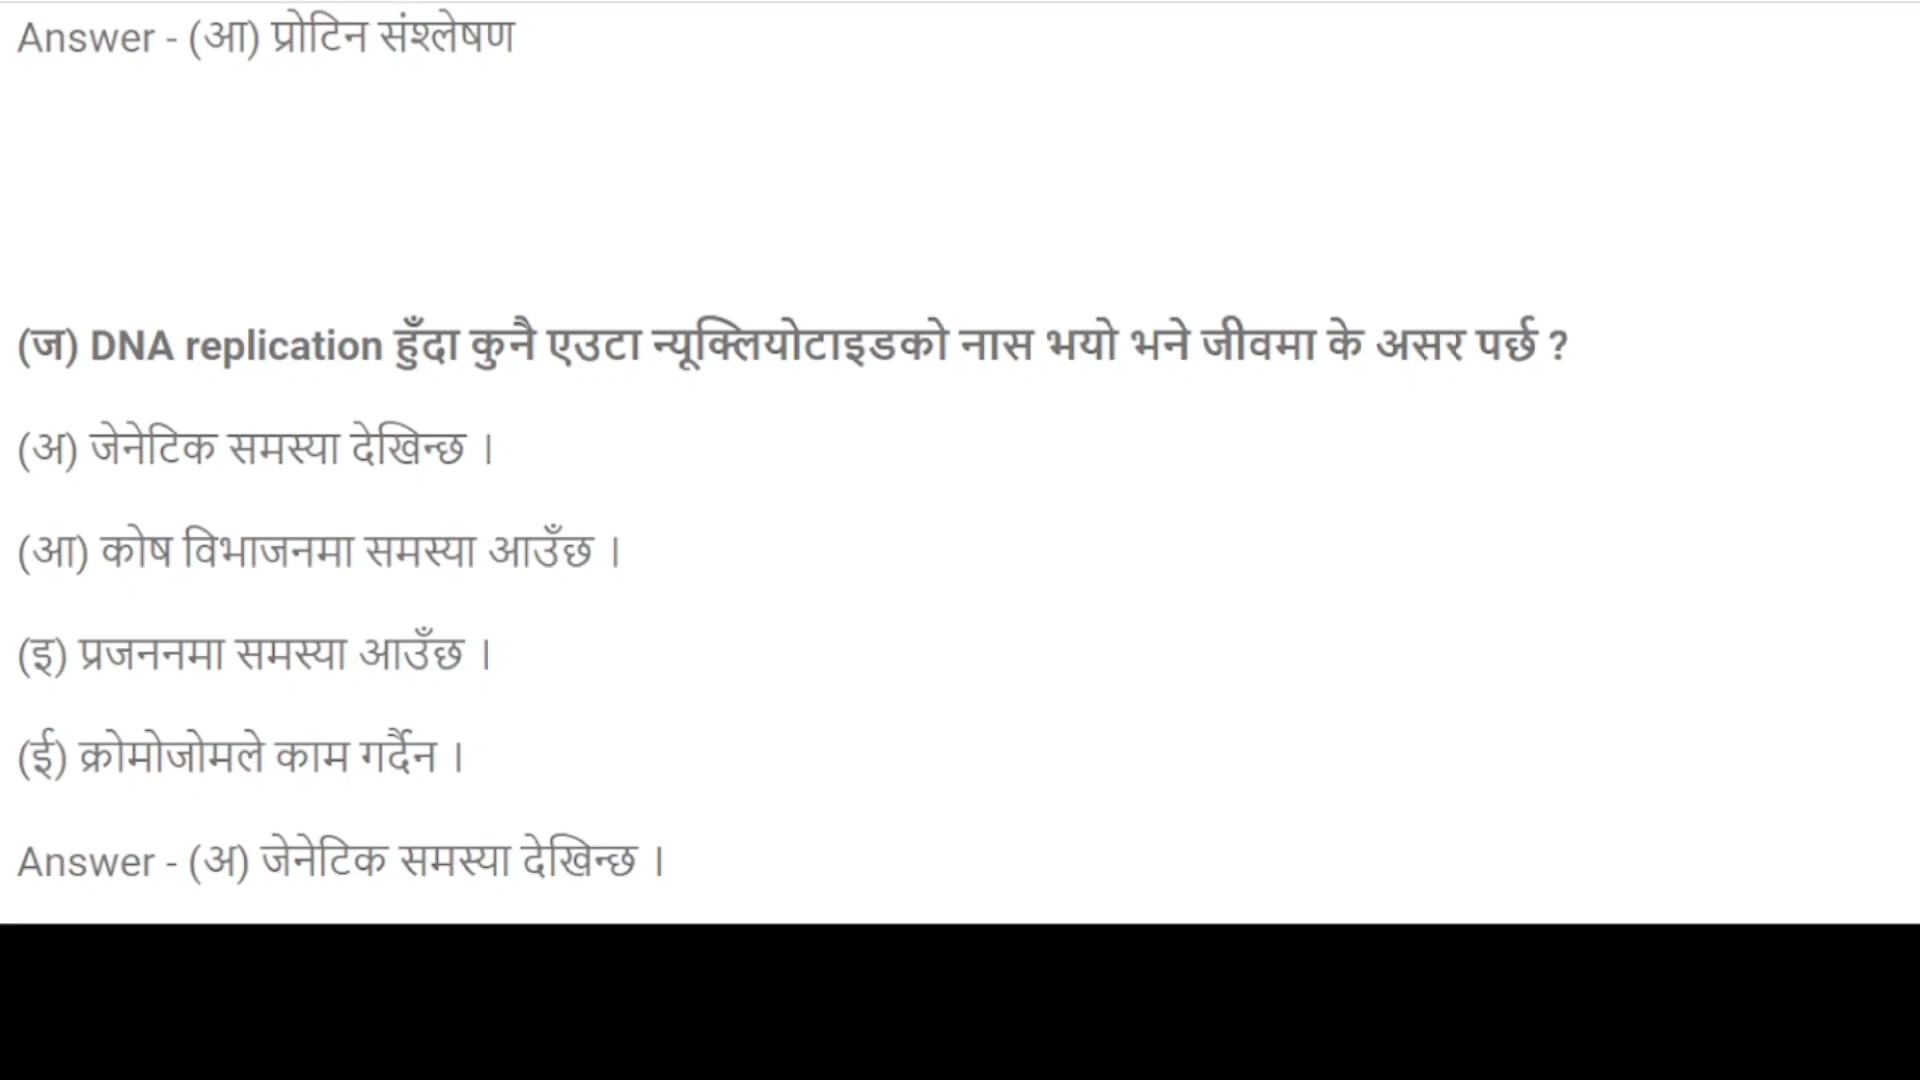 Answer - (आ) प्रोटिन संश्लेषण
(ज) DNA replication हुँदा कुनै एउटा न्यूक्लियोटाइडको नास भयो भने जीवमा के असर पर्छ ?
(अ) जेनेटिक समस्या देखिन्छ ।
(आ) कोष विभाजनमा समस्या आउँछ ।
(इ) प्रजननमा समस्या आउँछ ।
(ई) क्रोमोजोमले काम गर्दैन ।
Answer - (अ) जेनेटिक समस्या देखिन्छ ।